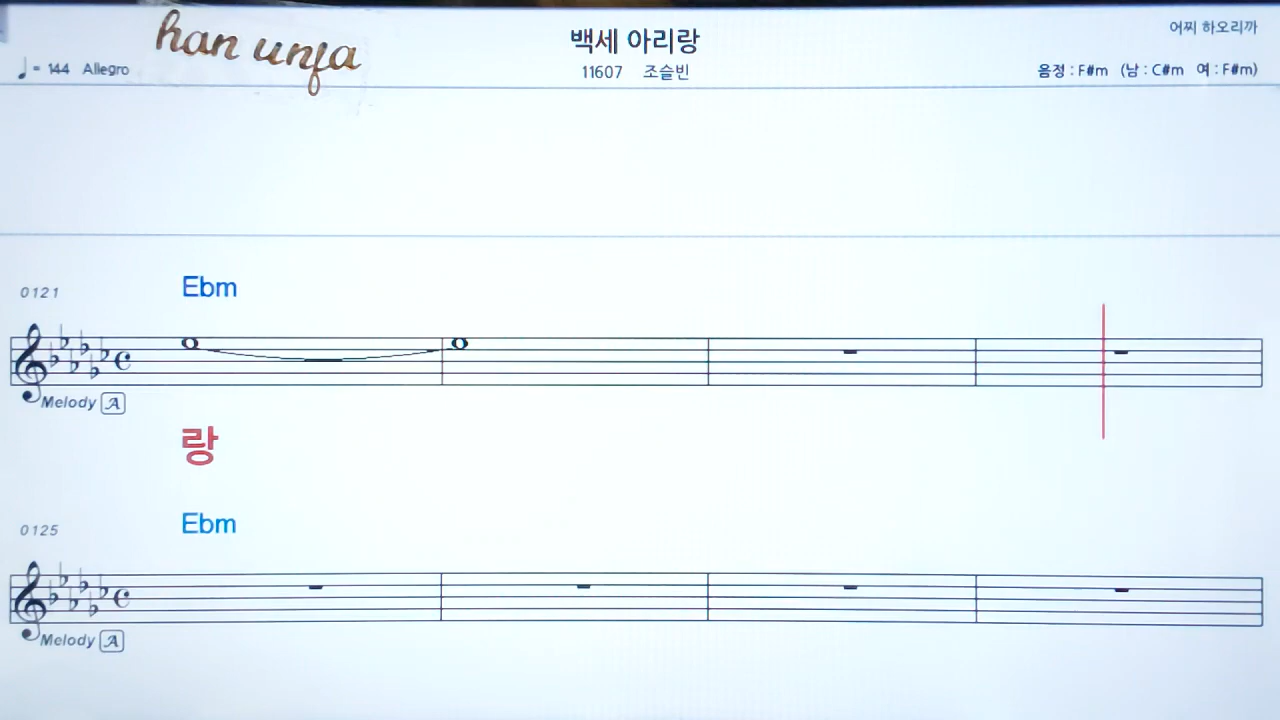 han unja
백세 아리랑
어찌 하오리까
♩= 144 Allegro
11607 조슬빈
음정 : F#m (남 : C#m 여 : F#m)
0121
Ebm
Melody A
랑
0125
Ebm
Melody A